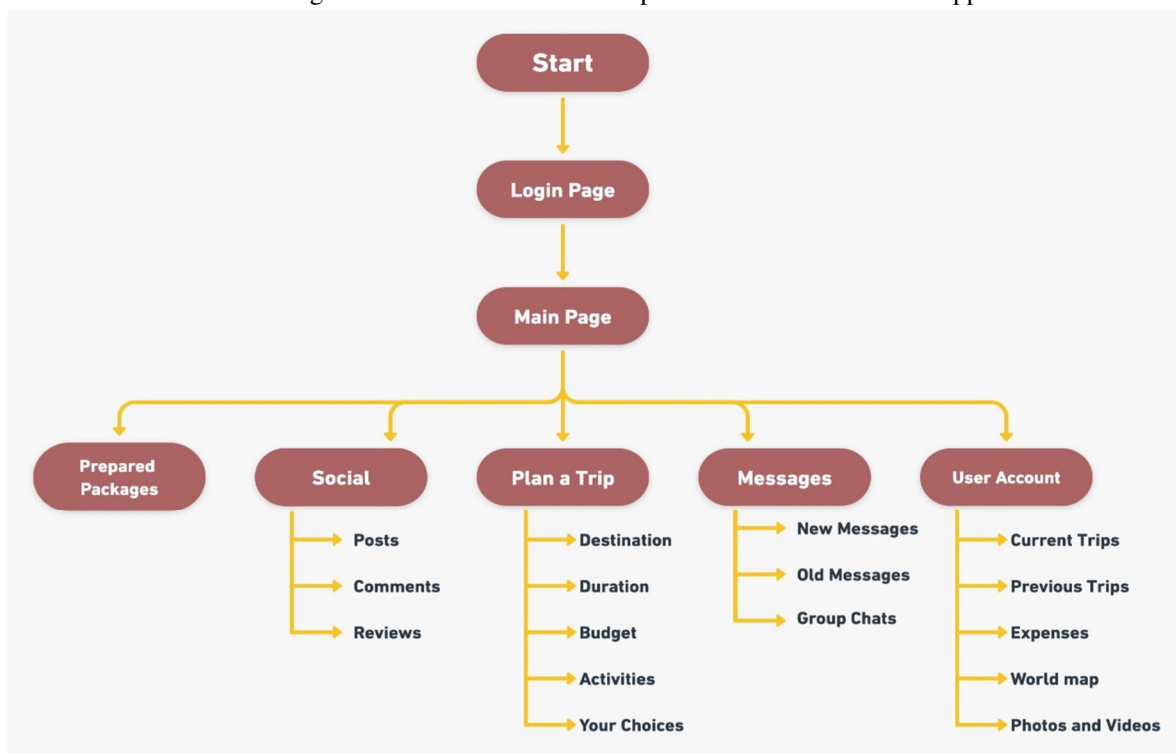 Start
Login Page
Main Page
Prepared
Packages
Social
Plan a Trip
Messages
User Account
Posts
Comments
Reviews
Destination
Duration
Budget
Activities
Your Choices
New Messages
Old Messages
Group Chats
Current Trips
Previous Trips
Expenses
World map
Photos and Videos